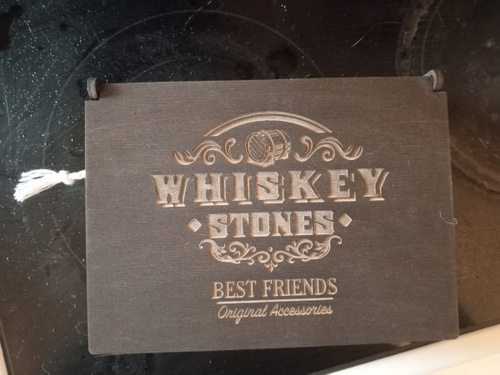 WHISKEY
STONES
BEST FRIENDS
Original Accessories